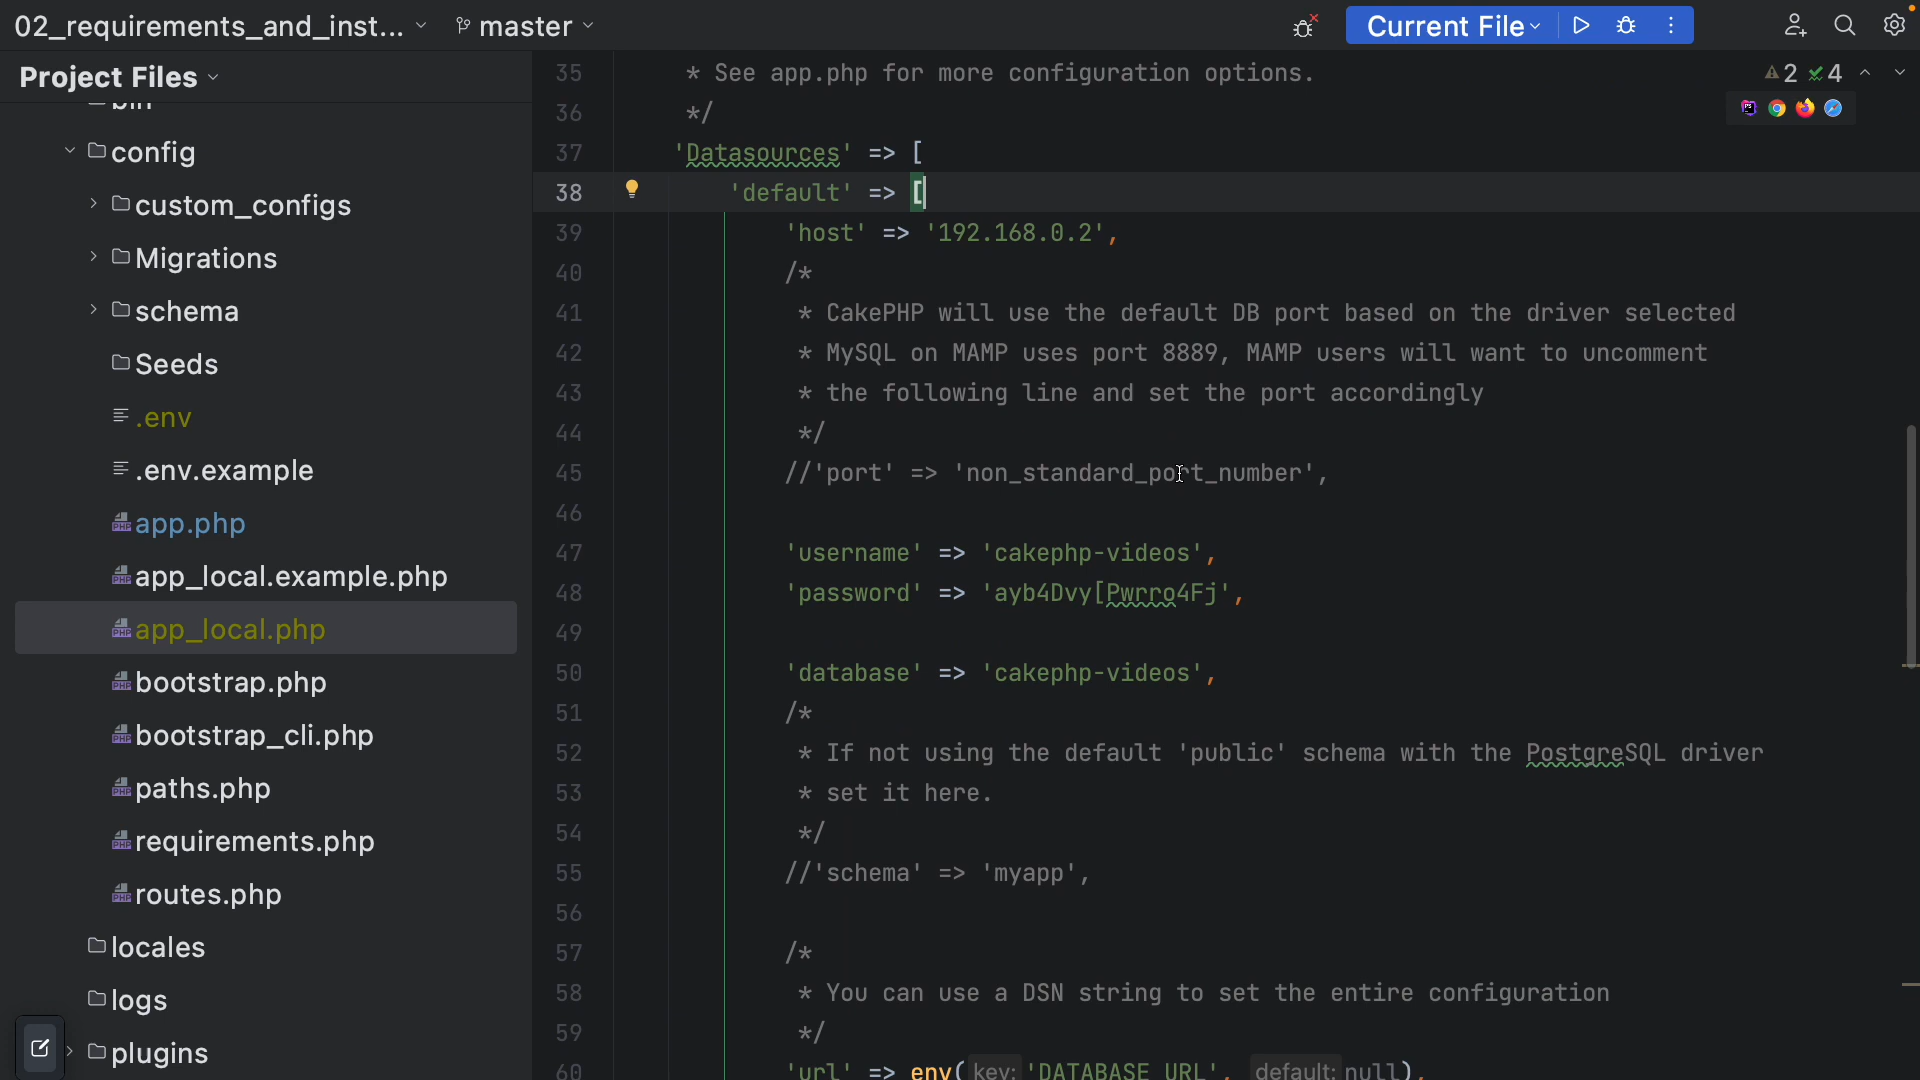 02_requirements_and_inst...
master
Current File
Project Files
bin
config
custom_configs
Migrations
schema
Seeds
.env
.env.example
app.php
app_local.example.php
app_local.php
bootstrap.php
bootstrap_cli.php
paths.php
requirements.php
routes.php
locales
logs
plugins
2 4
35 * See app.php for more configuration options.
36 */
37 'Datasources' => [
38 'default' => [
39 'host' => '192.168.0.2',
40 /*
41 * CakePHP will use the default DB port based on the driver selected
42 * MySQL on MAMP uses port 8889, MAMP users will want to uncomment
43 * the following line and set the port accordingly
44 */
45 //'port' => 'non_standard_port_number',
46
47 'username' => 'cakephp-videos',
48 'password' => 'ayb4Dvy[Pwrro4Fj',
49
50 'database' => 'cakephp-videos',
51 /*
52 * If not using the default 'public' schema with the PostgreSQL driver
53 * set it here.
54 */
55 //'schema' => 'myapp',
56
57 /*
58 * You can use a DSN string to set the entire configuration
59 */
60 'url' => env( key: 'DATABASE_URL', default: null),